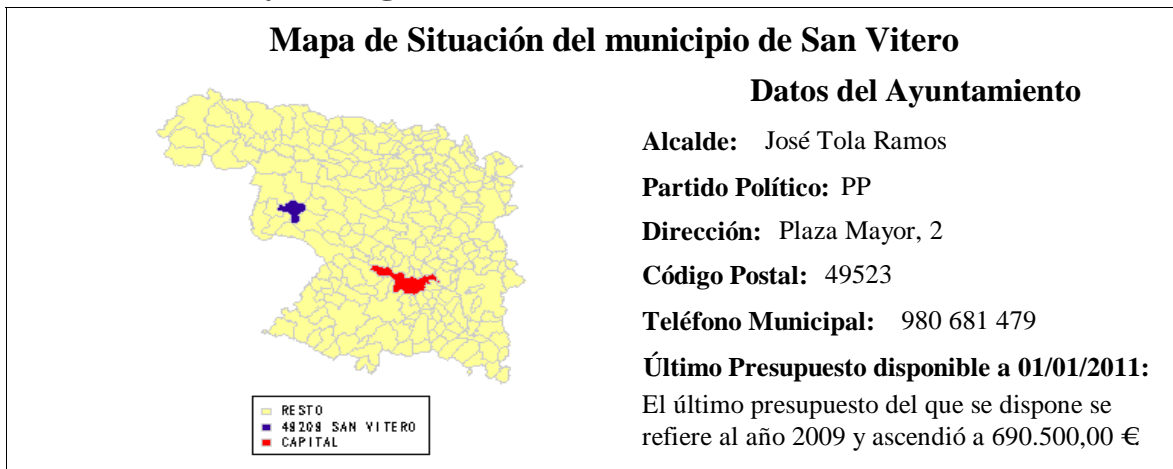 Mapa de Situación del municipio de San Vitero
Datos del Ayuntamiento
Alcalde: José Tola Ramos
Partido Político: PP
Dirección: Plaza Mayor, 2
Código Postal: 49523
Teléfono Municipal: 980 681 479
Último Presupuesto disponible a 01/01/2011:
El último presupuesto del que se dispone se
refiere al año 2009 y ascendió a 690.500,00 €
RESTO
SAN VITERO
CAPITAL